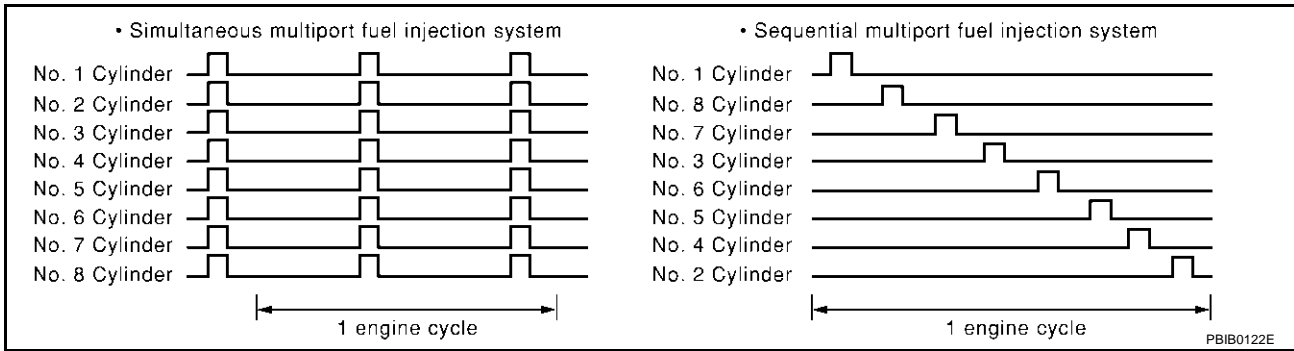 • Simultaneous multiport fuel injection system
No. 1 Cylinder
No. 2 Cylinder
No. 3 Cylinder
No. 4 Cylinder
No. 5 Cylinder
No. 6 Cylinder
No. 7 Cylinder
No. 8 Cylinder
1 engine cycle
• Sequential multiport fuel injection system
No. 1 Cylinder
No. 8 Cylinder
No. 7 Cylinder
No. 3 Cylinder
No. 6 Cylinder
No. 5 Cylinder
No. 4 Cylinder
No. 2 Cylinder
1 engine cycle
PBIB0122E